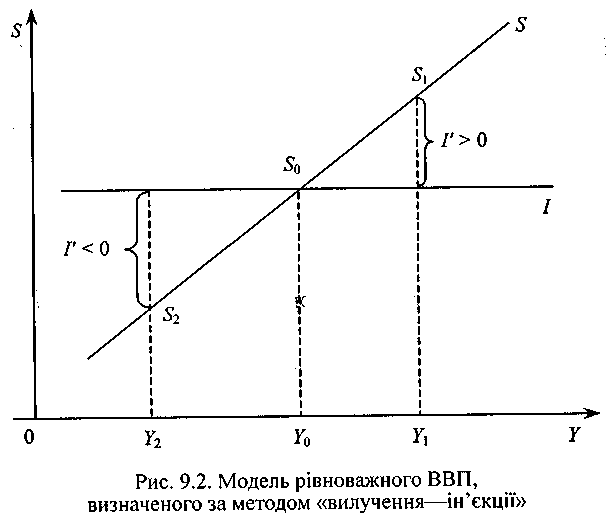 S
S
S₁
I' > 0
S₀
I
I' < 0
S₂
0
Y₂
Y₀
Y₁
Y
Рис. 9.2. Модель рівноважного ВВП,
визначеного за методом «вилучення—ін’єкції»